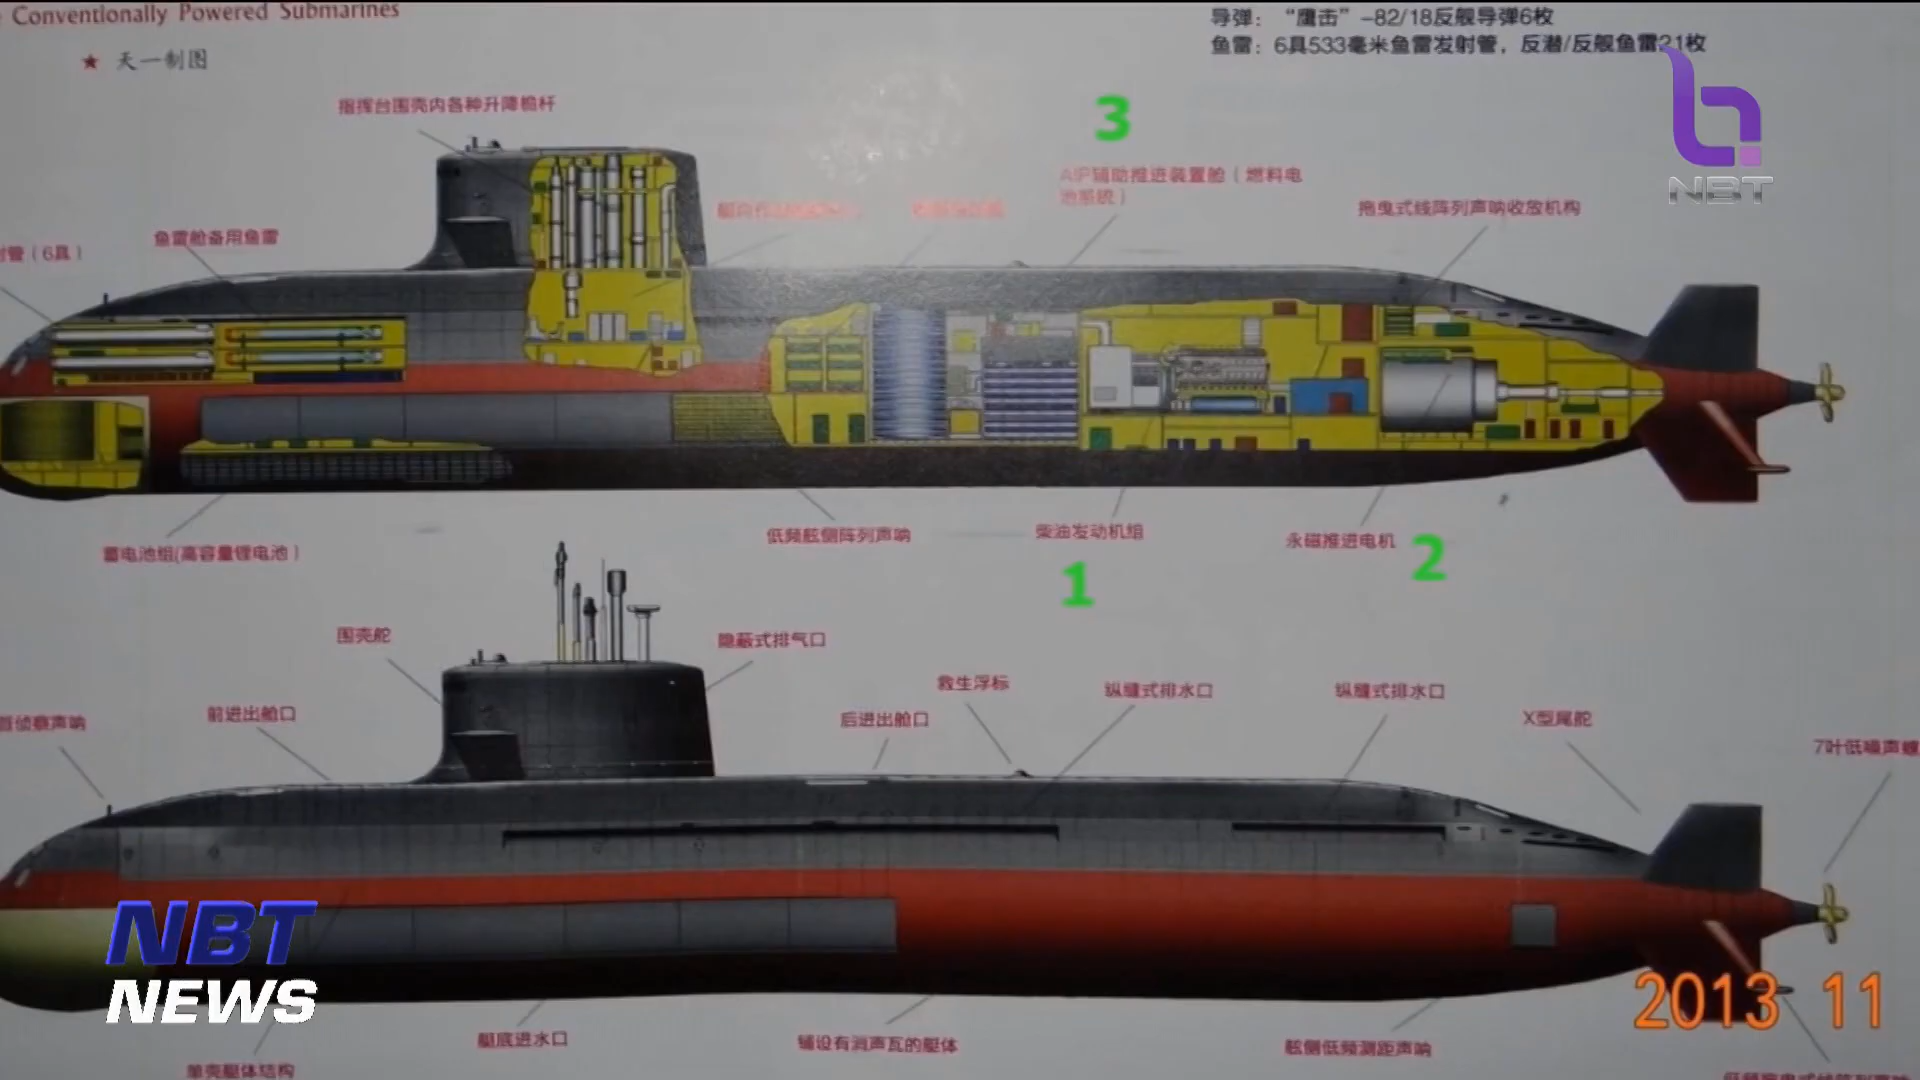 Conventionally Powered Submarines
导弹：“鹰击”-82/18反舰导弹6枚
鱼雷：6具533毫米鱼雷发射管，反潜/反舰鱼雷21枚
★ 天一制图
NBT
指挥台围壳内各种升降桅杆
3
AIP辅助推进装置舱（燃料电
池系统）
拖曳式线阵列声呐收放机构
鱼雷舱备用鱼雷
射管（6具）
低频舷侧阵列声呐
柴油发动机组
永磁推进电机
2
蓄电池组(高容量锂电池）
1
围壳舵
隐蔽式排气口
救生浮标
纵缝式排水口
纵缝式排水口
前进出舱口
后进出舱口
X型尾舵
首侦察声呐
7叶低噪声螺
NBT
NEWS
2013 11
艇底进水口
铺设有消声瓦的艇体
舷侧低频测距声呐
单壳艇体结构